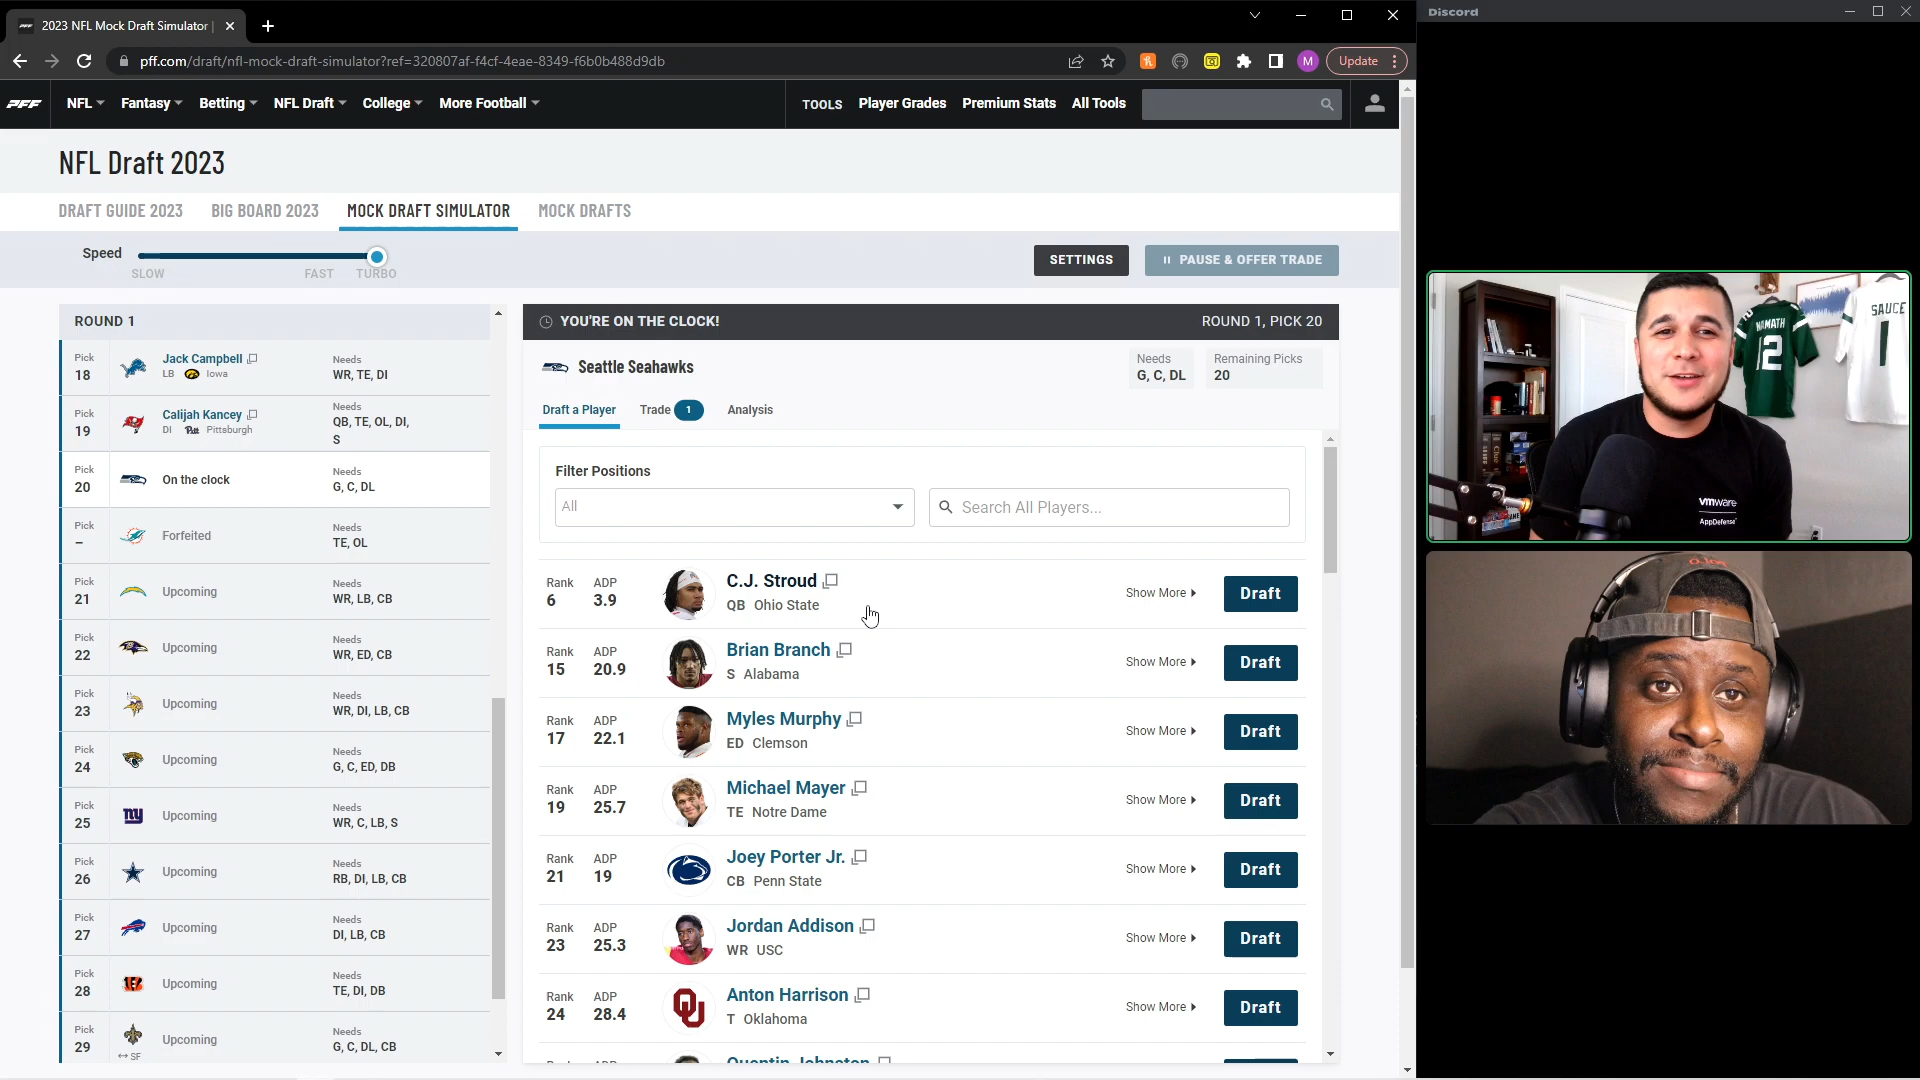 2023 NFL Mock Draft Simulator |
Discord
pff.com/draft/nfl-mock-draft-simulator?ref=320807af-f4cf-4eae-8349-f6b0b488d9db
M
Update
PFF
NFL
Fantasy
Betting
NFL Draft
College
More Football
TOOLS
Player Grades
Premium Stats
All Tools
NFL Draft 2023
DRAFT GUIDE 2023
BIG BOARD 2023
MOCK DRAFT SIMULATOR
MOCK DRAFTS
Speed
SLOW
FAST
TURBO
SETTINGS
PAUSE & OFFER TRADE
ROUND 1
Pick
18
Jack Campbell
LB Iowa
Needs
WR, TE, DI
Pick
19
Calijah Kancey
DI Pitt Pittsburgh
Needs
QB, TE, OL, DI,
S
Pick
20
On the clock
Needs
G, C, DL
Pick
–
Forfeited
Needs
TE, OL
Pick
21
Upcoming
Needs
WR, LB, CB
Pick
22
Upcoming
Needs
WR, ED, CB
Pick
23
Upcoming
Needs
WR, DI, LB, CB
Pick
24
Upcoming
Needs
G, C, ED, DB
Pick
25
ny
Upcoming
Needs
WR, C, LB, S
Pick
26
Upcoming
Needs
RB, DI, LB, CB
Pick
27
Upcoming
Needs
DI, LB, CB
Pick
28
Upcoming
Needs
TE, DI, DB
Pick
29
↔ SF
Upcoming
Needs
G, C, DL, CB
YOU'RE ON THE CLOCK!
ROUND 1, PICK 20
Seattle Seahawks
Needs
G, C, DL
Remaining Picks
20
Draft a Player
Trade 1
Analysis
Filter Positions
All
Search All Players...
Rank
6
ADP
3.9
C.J. Stroud
QB Ohio State
Show More
Draft
Rank
15
ADP
20.9
Brian Branch
S Alabama
Show More
Draft
Rank
17
ADP
22.1
Myles Murphy
ED Clemson
Show More
Draft
Rank
19
ADP
25.7
Michael Mayer
TE Notre Dame
Show More
Draft
Rank
21
ADP
19
Joey Porter Jr.
CB Penn State
Show More
Draft
Rank
23
ADP
25.3
Jordan Addison
WR USC
Show More
Draft
Rank
24
ADP
28.4
Anton Harrison
T Oklahoma
Show More
Draft
Quentin Johnston
NAMATH
12
SAUCE
1
vmware
AppDefense